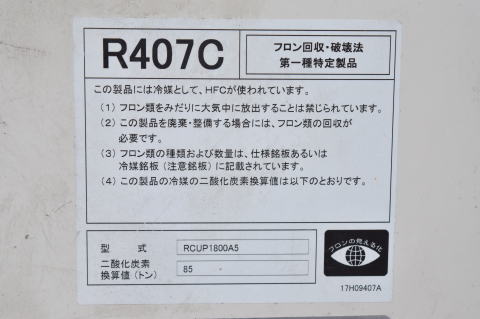 R407C
フロン回収・破壊法
第一種特定製品
この製品には冷媒として、HFCが使われています。
(1) フロン類をみだりに大気中に放出することは禁じられています。
(2) この製品を廃棄・整備する場合には、フロン類の回収が
必要です。
(3) フロン類の種類および数量は、仕様銘板あるいは
冷媒銘板(注意銘板)に記載されています。
(4) この製品の冷媒の二酸化炭素換算値は以下のとおりです。
型 式 RCUP1800A5
二酸化炭素
換算値(トン) 85
フロンの見える化
17H09407A